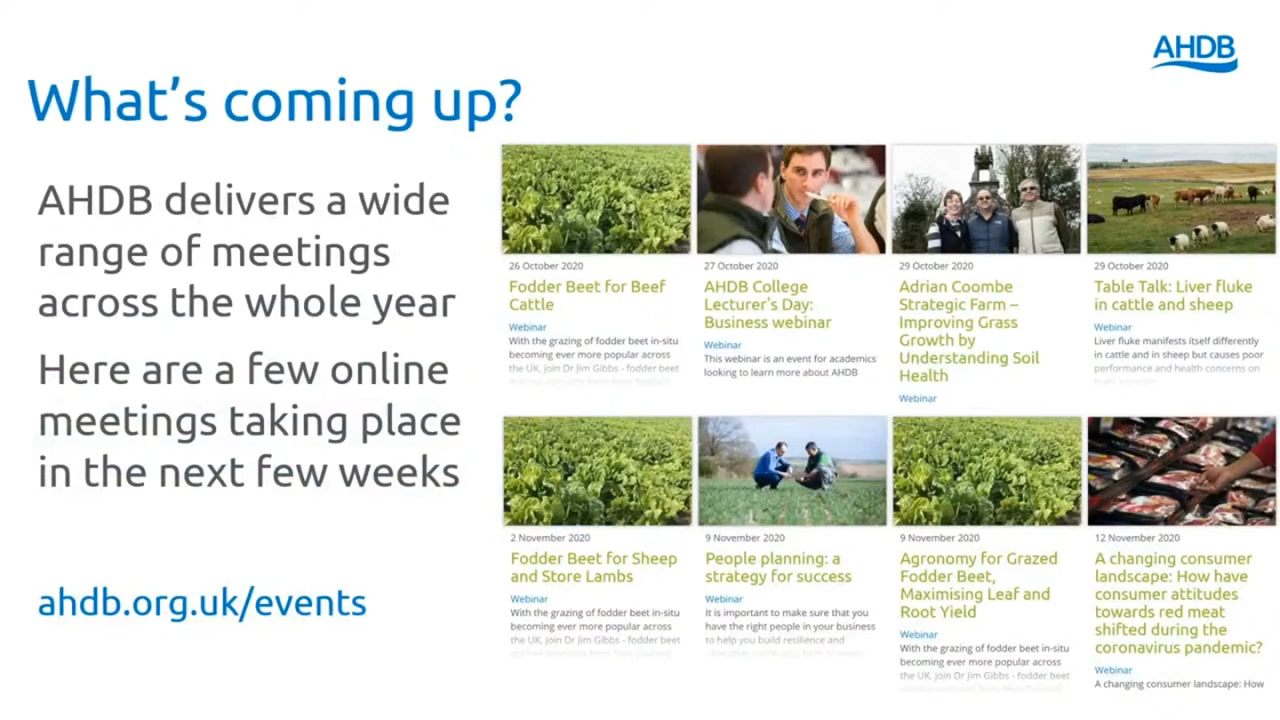 AHDB
What's coming up?
AHDB delivers a wide
range of meetings
across the whole year
Here are a few online
meetings taking place
in the next few weeks
ahdb.org.uk/events
26 October 2020
Fodder Beet for Beef
Cattle
Webinar
With the grazing of fodder beet in-situ
becoming ever more popular across
the UK, join Dr Jim Gibbs - fodder beet
27 October 2020
AHDB College
Lecturer's Day:
Business webinar
Webinar
This webinar is an event for academics
looking to learn more about AHDB
29 October 2020
Adrian Coombe
Strategic Farm –
Improving Grass
Growth by
Understanding Soil
Health
Webinar
29 October 2020
Table Talk: Liver fluke
in cattle and sheep
Webinar
Liver fluke manifests itself differently
in cattle and in sheep but causes poor
performance and health concerns on
2 November 2020
Fodder Beet for Sheep
and Store Lambs
Webinar
With the grazing of fodder beet in-situ
becoming ever more popular across
the UK, join Dr Jim Gibbs - fodder beet
9 November 2020
People planning: a
strategy for success
Webinar
It is important to make sure that you
have the right people in your business
to help you build resilience and
9 November 2020
Agronomy for Grazed
Fodder Beet,
Maximising Leaf and
Root Yield
Webinar
With the grazing of fodder beet in-situ
becoming ever more popular across
the UK, join Dr Jim Gibbs - fodder beet
12 November 2020
A changing consumer
landscape: How have
consumer attitudes
towards red meat
shifted during the
coronavirus pandemic?
Webinar
A changing consumer landscape: How